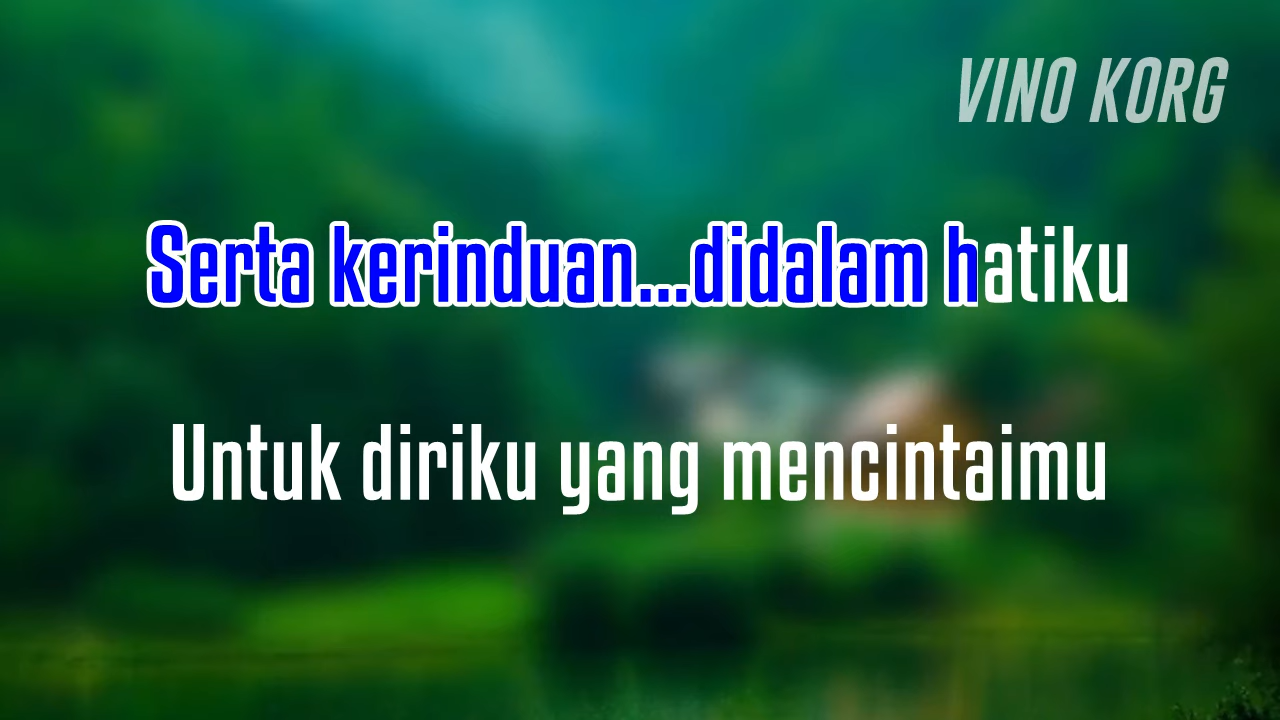 VINO KORG
Serta kerinduan...didalam hatiku
Untuk diriku yang mencintaimu